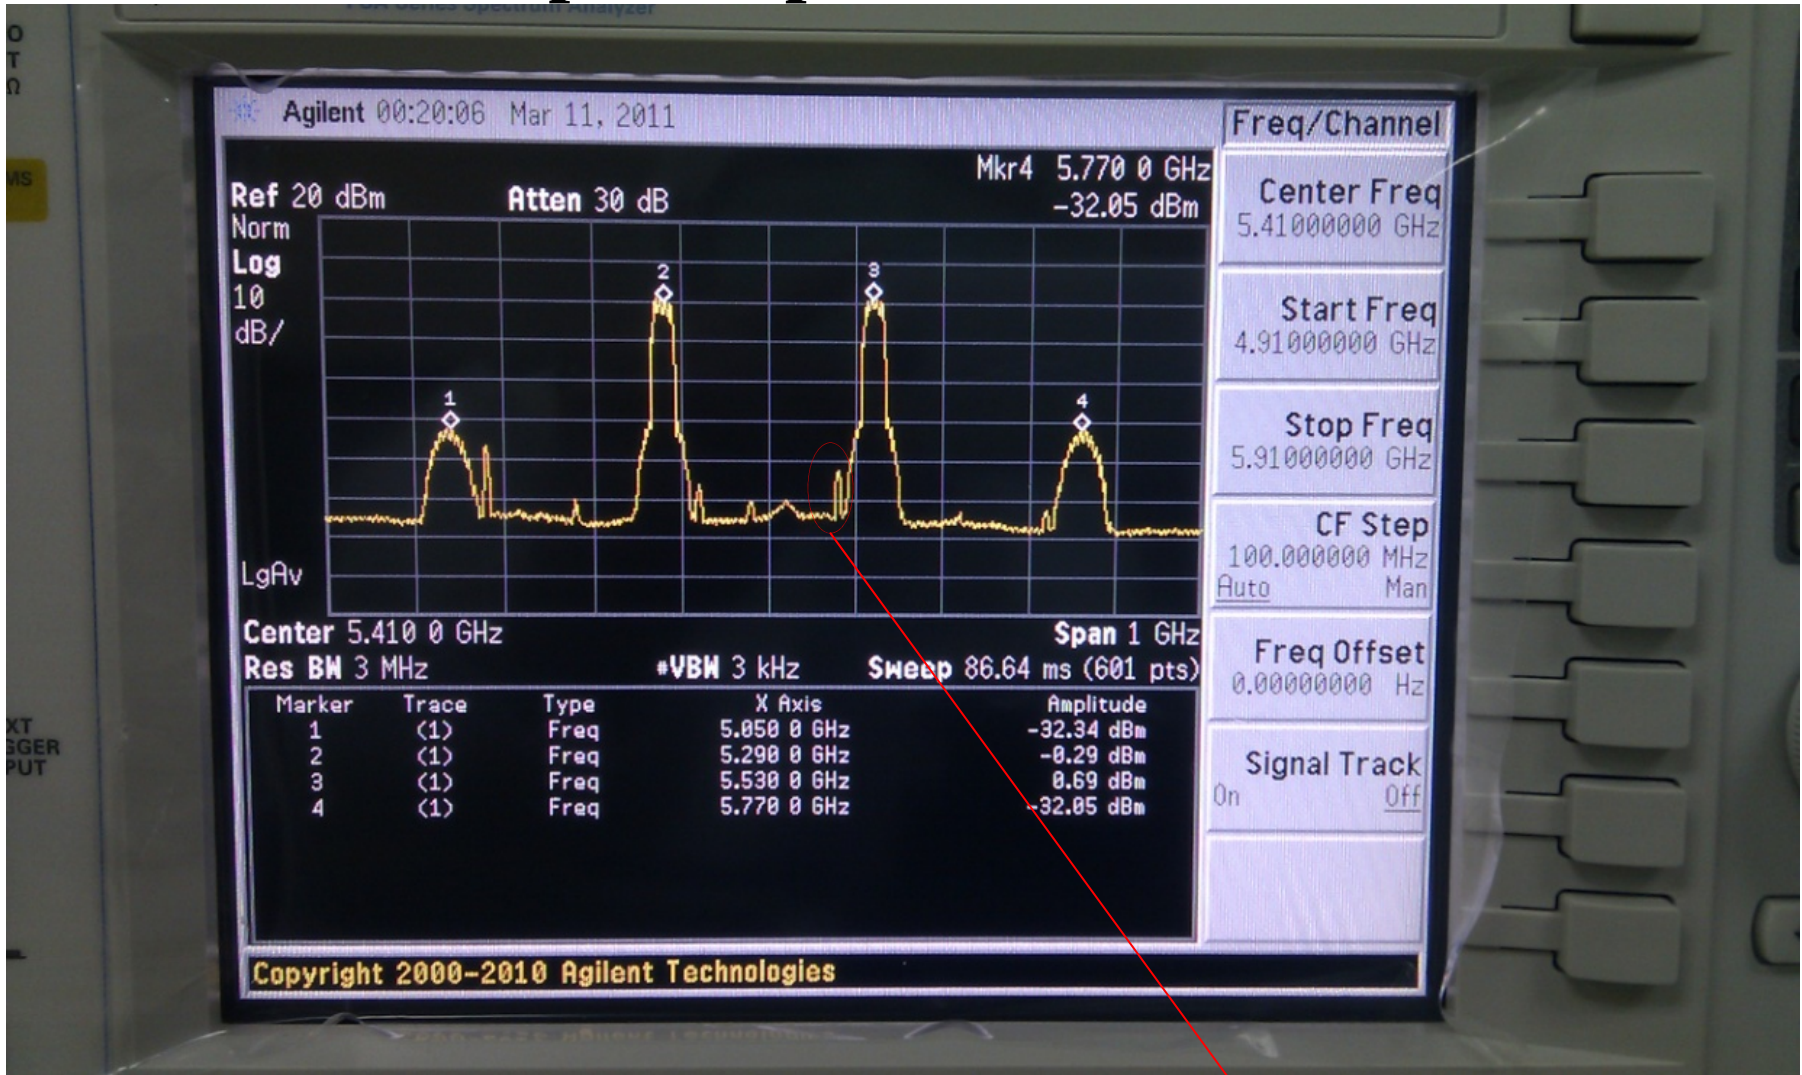 PSA Series Spectrum Analyzer
Agilent 00:20:06 Mar 11, 2011
Freq/Channel
Mkr4 5.770 0 GHz
Ref 20 dBm Atten 30 dB -32.05 dBm
Norm
Log
10
dB/
1
2
3
4
LgAv
Center 5.410 0 GHz Span 1 GHz
Res BW 3 MHz #VBW 3 kHz Sweep 86.64 ms (601 pts)
Marker Trace Type X Axis Amplitude
1 (1) Freq 5.050 0 GHz -32.34 dBm
2 (1) Freq 5.290 0 GHz -0.29 dBm
3 (1) Freq 5.530 0 GHz 0.69 dBm
4 (1) Freq 5.770 0 GHz -32.05 dBm
Copyright 2000-2010 Agilent Technologies
Center Freq
5.41000000 GHz
Start Freq
4.91000000 GHz
Stop Freq
5.91000000 GHz
CF Step
100.000000 MHz
Auto Man
Freq Offset
0.00000000 Hz
Signal Track
On Off